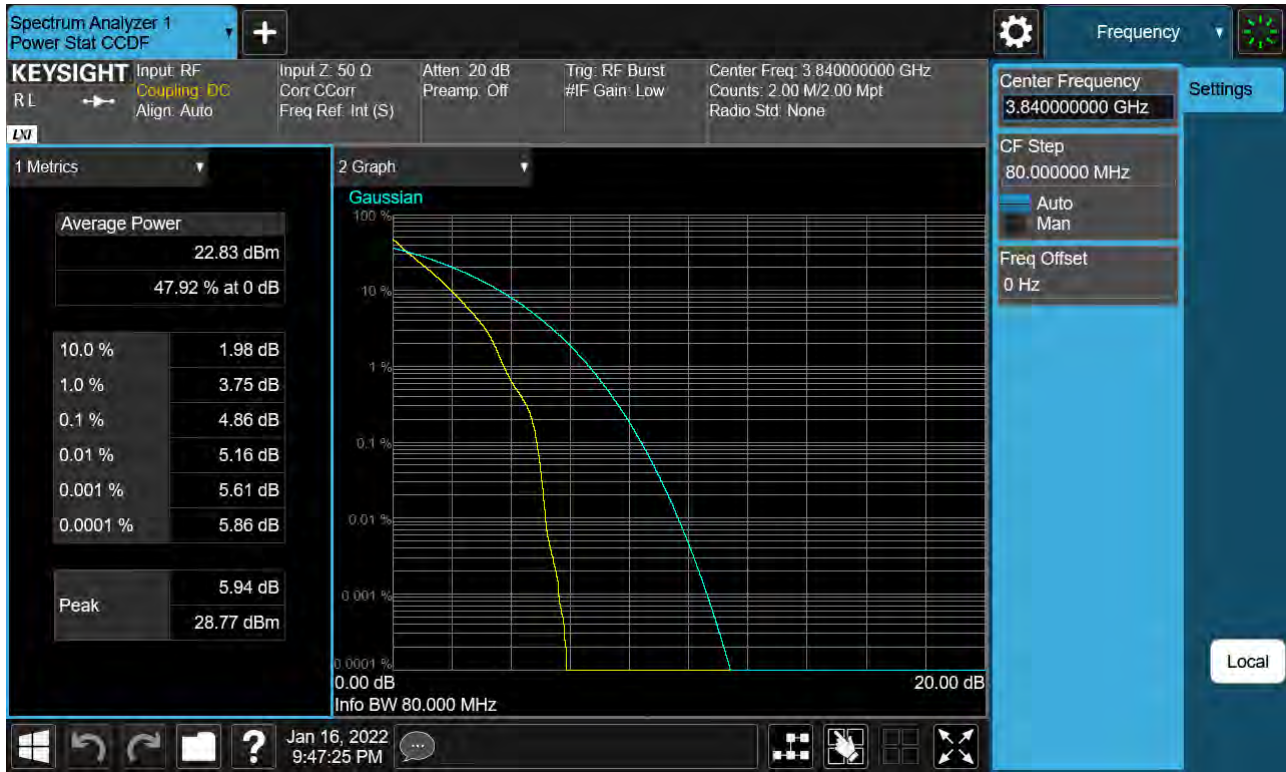 Spectrum Analyzer 1
Power Stat CCDF
Frequency
KEYSIGHT
RL
LXI
Input: RF
Coupling: DC
Align: Auto
Input Z: 50 Ω
Corr CCorr
Freq Ref: Int (S)
Atten: 20 dB
Preamp: Off
Trig: RF Burst
#IF Gain: Low
Center Freq: 3.840000000 GHz
Counts: 2.00 M/2.00 Mpt
Radio Std: None
Center Frequency
3.840000000 GHz
Settings
CF Step
80.000000 MHz
Auto
Man
Freq Offset
0 Hz
1 Metrics
Average Power
22.83 dBm
47.92 % at 0 dB
10.0 % 1.98 dB
1.0 % 3.75 dB
0.1 % 4.86 dB
0.01 % 5.16 dB
0.001 % 5.61 dB
0.0001 % 5.86 dB
Peak
5.94 dB
28.77 dBm
2 Graph
Gaussian
100 %
10 %
1 %
0.1 %
0.01 %
0.001 %
0.0001 %
0.00 dB 20.00 dB
Info BW 80.000 MHz
Local
?
Jan 16, 2022
9:47:25 PM